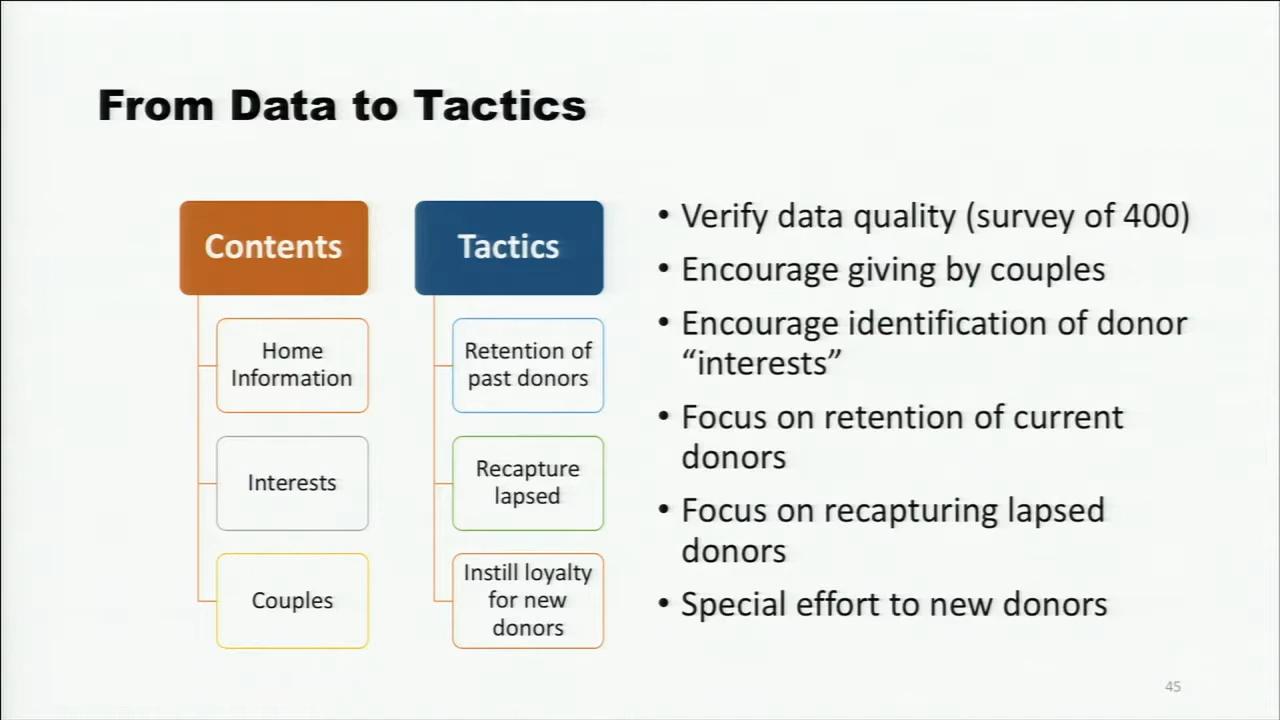 From Data to Tactics
Contents
Home
Information
Interests
Couples
Tactics
Retention of
past donors
Recapture
lapsed
Instill loyalty
for new
donors
• Verify data quality (survey of 400)
• Encourage giving by couples
• Encourage identification of donor
“interests”
• Focus on retention of current
donors
• Focus on recapturing lapsed
donors
• Special effort to new donors
45